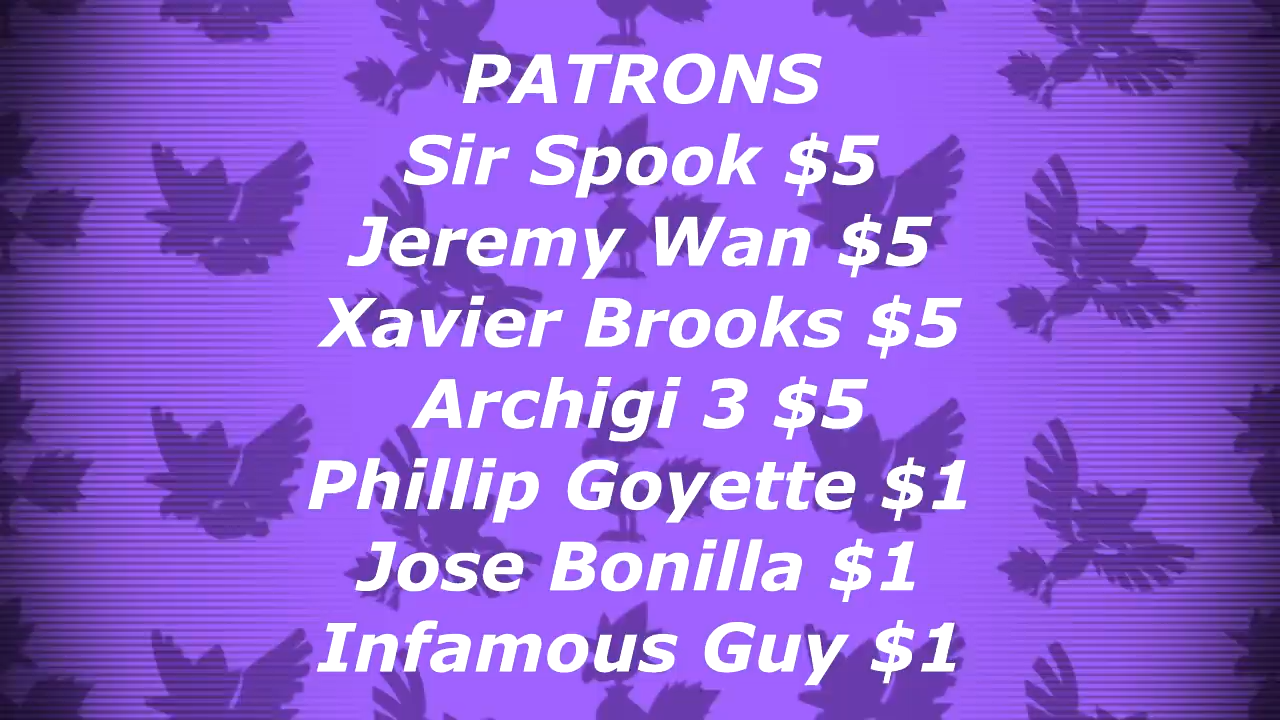 PATRONS
Sir Spook $5
Jeremy Wan $5
Xavier Brooks $5
Archigi 3 $5
Phillip Goyette $1
Jose Bonilla $1
Infamous Guy $1